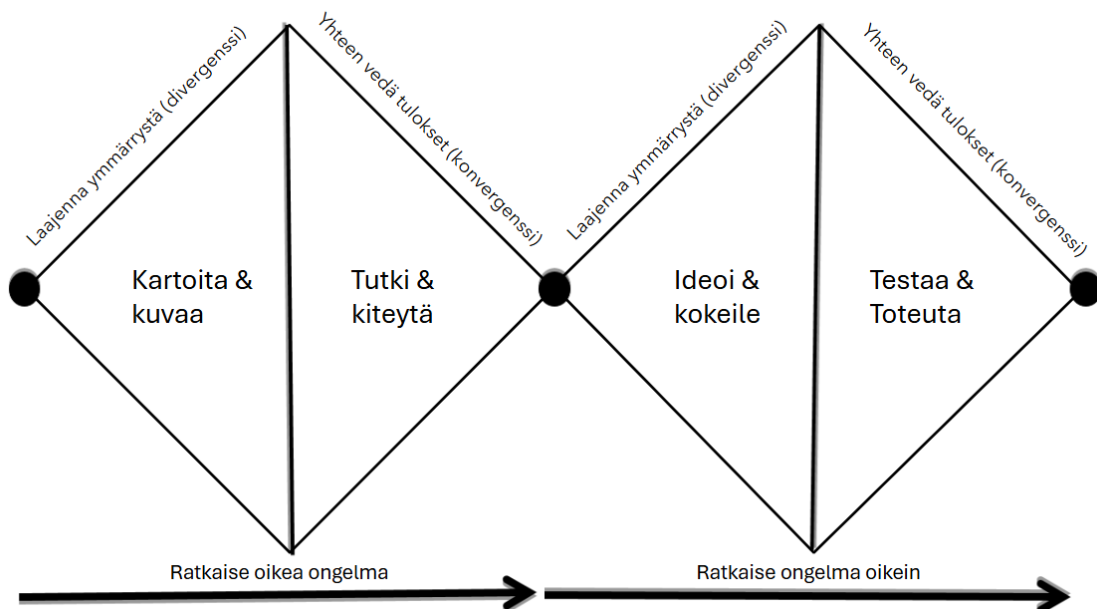 Laajenna ymmärrystä (divergenssi)
Yhteen vedä tulokset (konvergenssi)
Laajenna ymmärrystä (divergenssi)
Yhteen vedä tulokset (konvergenssi)
Kartoita &
kuvaa
Tutki &
kiteytä
Ideoi &
kokeile
Testaa &
Toteuta
Ratkaise oikea ongelma
Ratkaise ongelma oikein